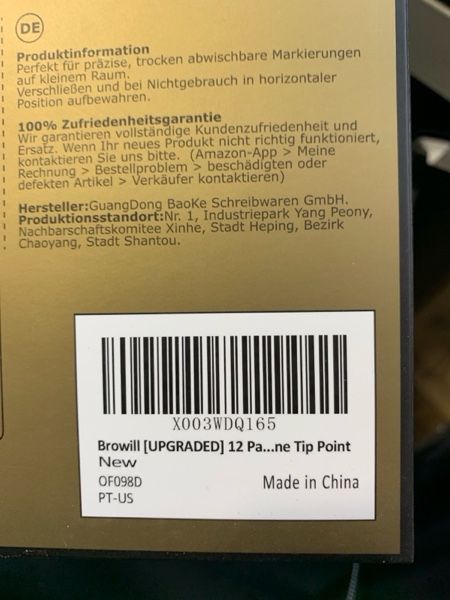 DE
Produktinformation
Perfekt für präzise, trocken abwischbare Markierungen
auf kleinem Raum.
Verschließen und bei Nichtgebrauch in horizontaler
Position aufbewahren.
100% Zufriedenheitsgarantie
Wir garantieren vollständige Kundenzufriedenheit und
Ersatz. Wenn Ihr neues Produkt nicht richtig funktioniert,
kontaktieren Sie uns bitte. (Amazon-App > Meine
Rechnung > Bestellproblem > beschädigten oder
defekten Artikel > Verkäufer kontaktieren)
Hersteller:GuangDong BaoKe Schreibwaren GmbH.
Produktionsstandort:Nr. 1, Industriepark Yang Peony,
Nachbarschaftskomitee Xinhe, Stadt Heping, Bezirk
Chaoyang, Stadt Shantou.
X003WDQ165
Browill [UPGRADED] 12 Pa...ne Tip Point
New
OF098D
Made in China
PT-US